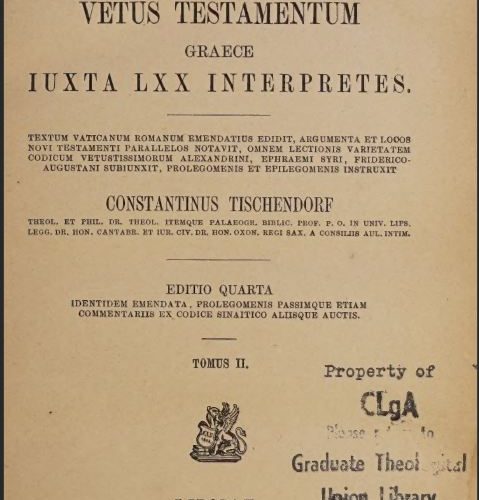 VETUS TESTAMENTUM
GRAECE
IUXTA LXX INTERPRETES.
TEXTUM VATICANUM ROMANUM EMENDATIUS EDIDIT, ARGUMENTA ET LOCOS
NOVI TESTAMENTI PARALLELOS NOTAVIT, OMNEM LECTIONIS VARIETATEM
CODICUM VETUSTISSIMORUM ALEXANDRINI, EPHRAEMI SYRI, FRIDERICO-
AUGUSTANI SUBIUNXIT, PROLEGOMENIS ET EPILEGOMENIS INSTRUXIT
CONSTANTINUS TISCHENDORF
THEOL. ET PHIL. DR. THEOL. ITEMQUE PALAEOGR. BIBLIC. PROF. P. O. IN UNIV. LIPS.
LEGG. DR. HON. CANTABR. ET IUR. CIV. DR. HON. OXON. REGI SAX. A CONSILIIS AUL. INTIM.
EDITIO QUARTA
IDENTIDEM EMENDATA, PROLEGOMENIS PASSIMQUE ETIAM
COMMENTARIIS EX CODICE SINAITICO ALIISQUE AUCTIS.
TOMUS II.
Property of
CLgA
Please to
Graduate Theological
Union Library